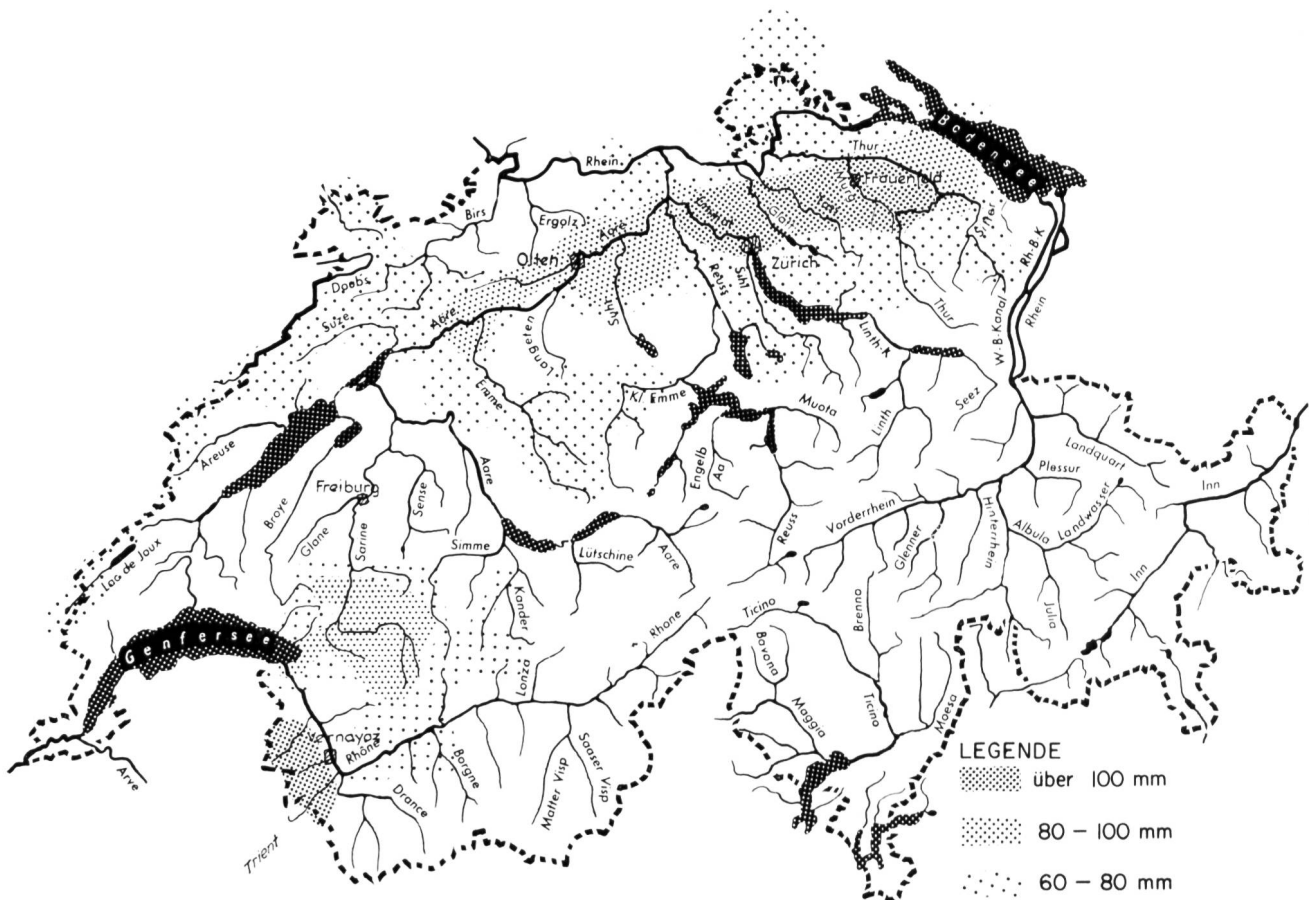 Bodensee
Thur
Frauenfeld
Rhein
Birs
Ergolz
Aare
Limmat
Sitter
Rh-B.K
Olten
Zürich
Doubs
Reuss
Sihl
Suhr
Suze
Aare
Langeten
Thur
W-B-Kanal
Rhein
Linth-K
Emme
Kl Emme
Muota
Linth
Seez
Areuse
Landquart
Engelb
Aa
Plessur
Inn
Freiburg
Broye
Sense
Aare
Glane
Sarine
Reuss
Vorderrhein
Hinterrhein
Albula
Landwasser
Lac de Joux
Simme
Lütschine
Aare
Glenner
Inn
Kander
Rhone
Ticino
Brenno
Julia
Genfersee
Bavona
Lonza
Maggia
Ticino
Moesa
Vernayaz
Rhône
Borgne
Saaser Visp
Matter Visp
Arve
Drance
Trient
LEGENDE
über 100 mm
80 – 100 mm
60 – 80 mm